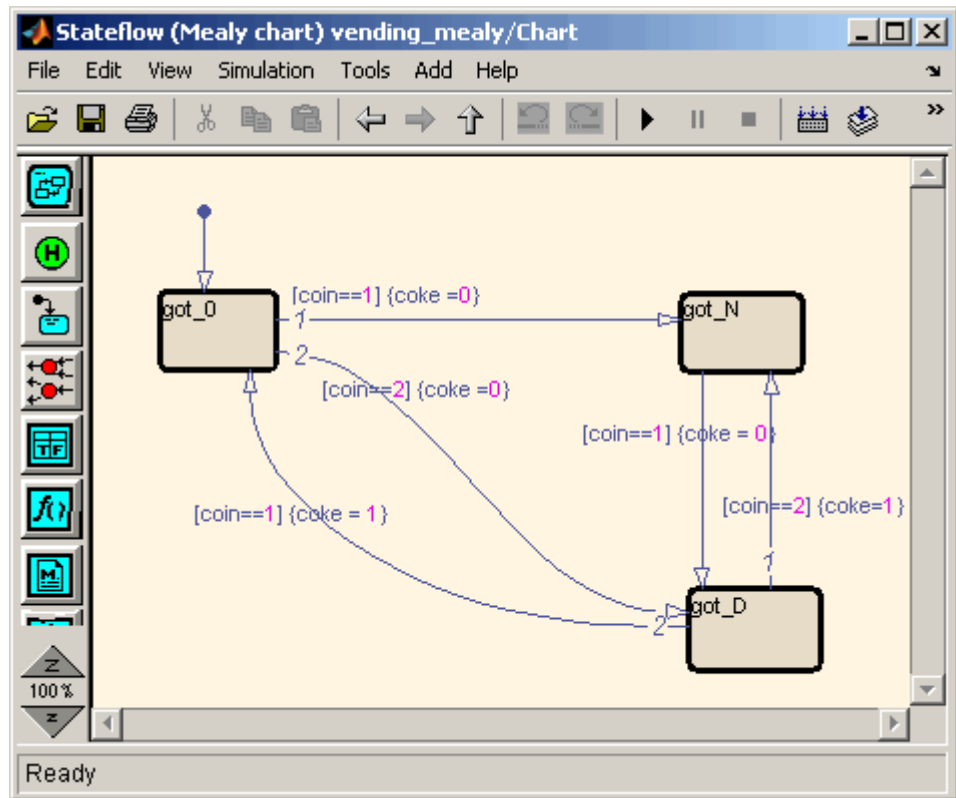 Stateflow (Mealy chart) vending_mealy/Chart
File Edit View Simulation Tools Add Help
H
TF
f()
M
got_0
[coin==1] {coke =0}
1
got_N
2
[coin==2] {coke =0}
[coin==1] {coke = 0}
[coin==1] {coke = 1}
[coin==2] {coke=1}
1
got_D
2
Z
100%
Z
Ready